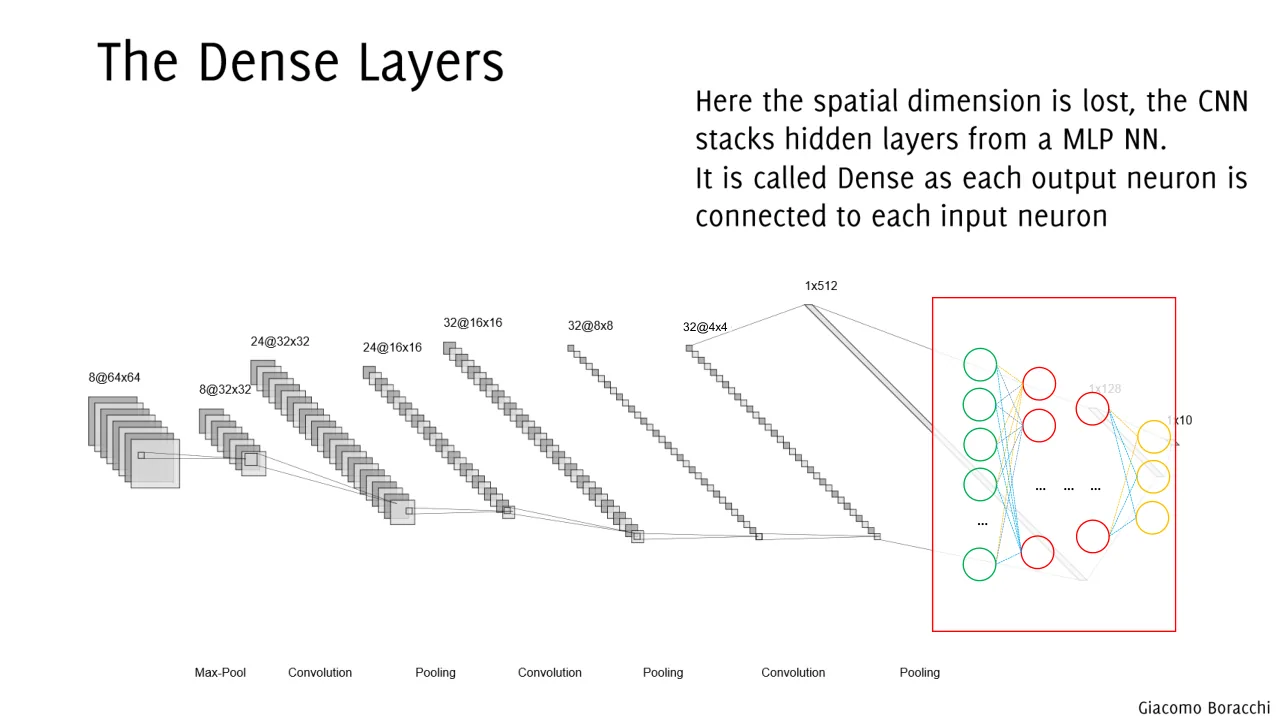 The Dense Layers
Here the spatial dimension is lost, the CNN
stacks hidden layers from a MLP NN.
It is called Dense as each output neuron is
connected to each input neuron
8@64x64
8@32x32
24@32x32
24@16x16
32@16x16
32@8x8
32@4x4
1x512
1x128
1x10
...
... ... ...
Max-Pool Convolution Pooling Convolution Pooling Convolution Pooling
Giacomo Boracchi